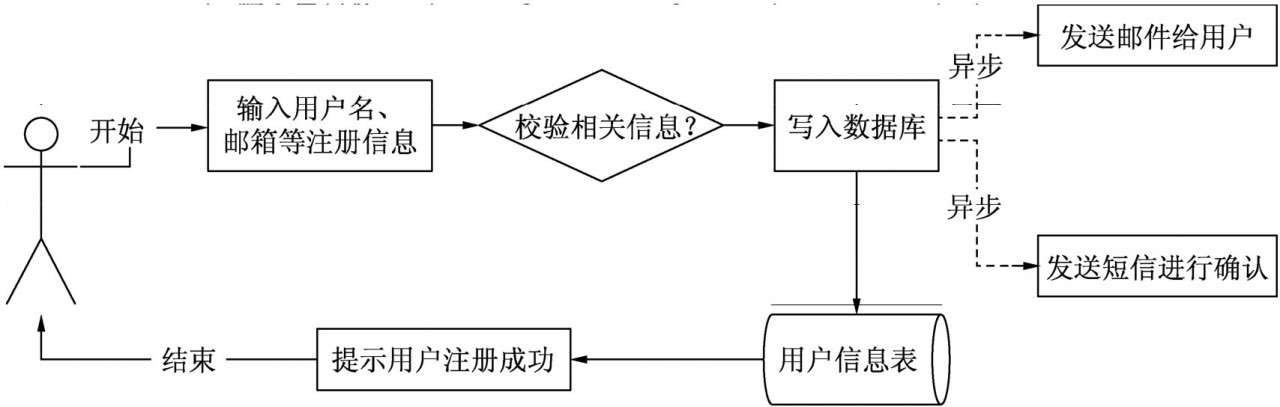 发送邮件给用户
异步
开始
输入用户名、
邮箱等注册信息
校验相关信息？
写入数据库
异步
发送短信进行确认
用户信息表
提示用户注册成功
结束